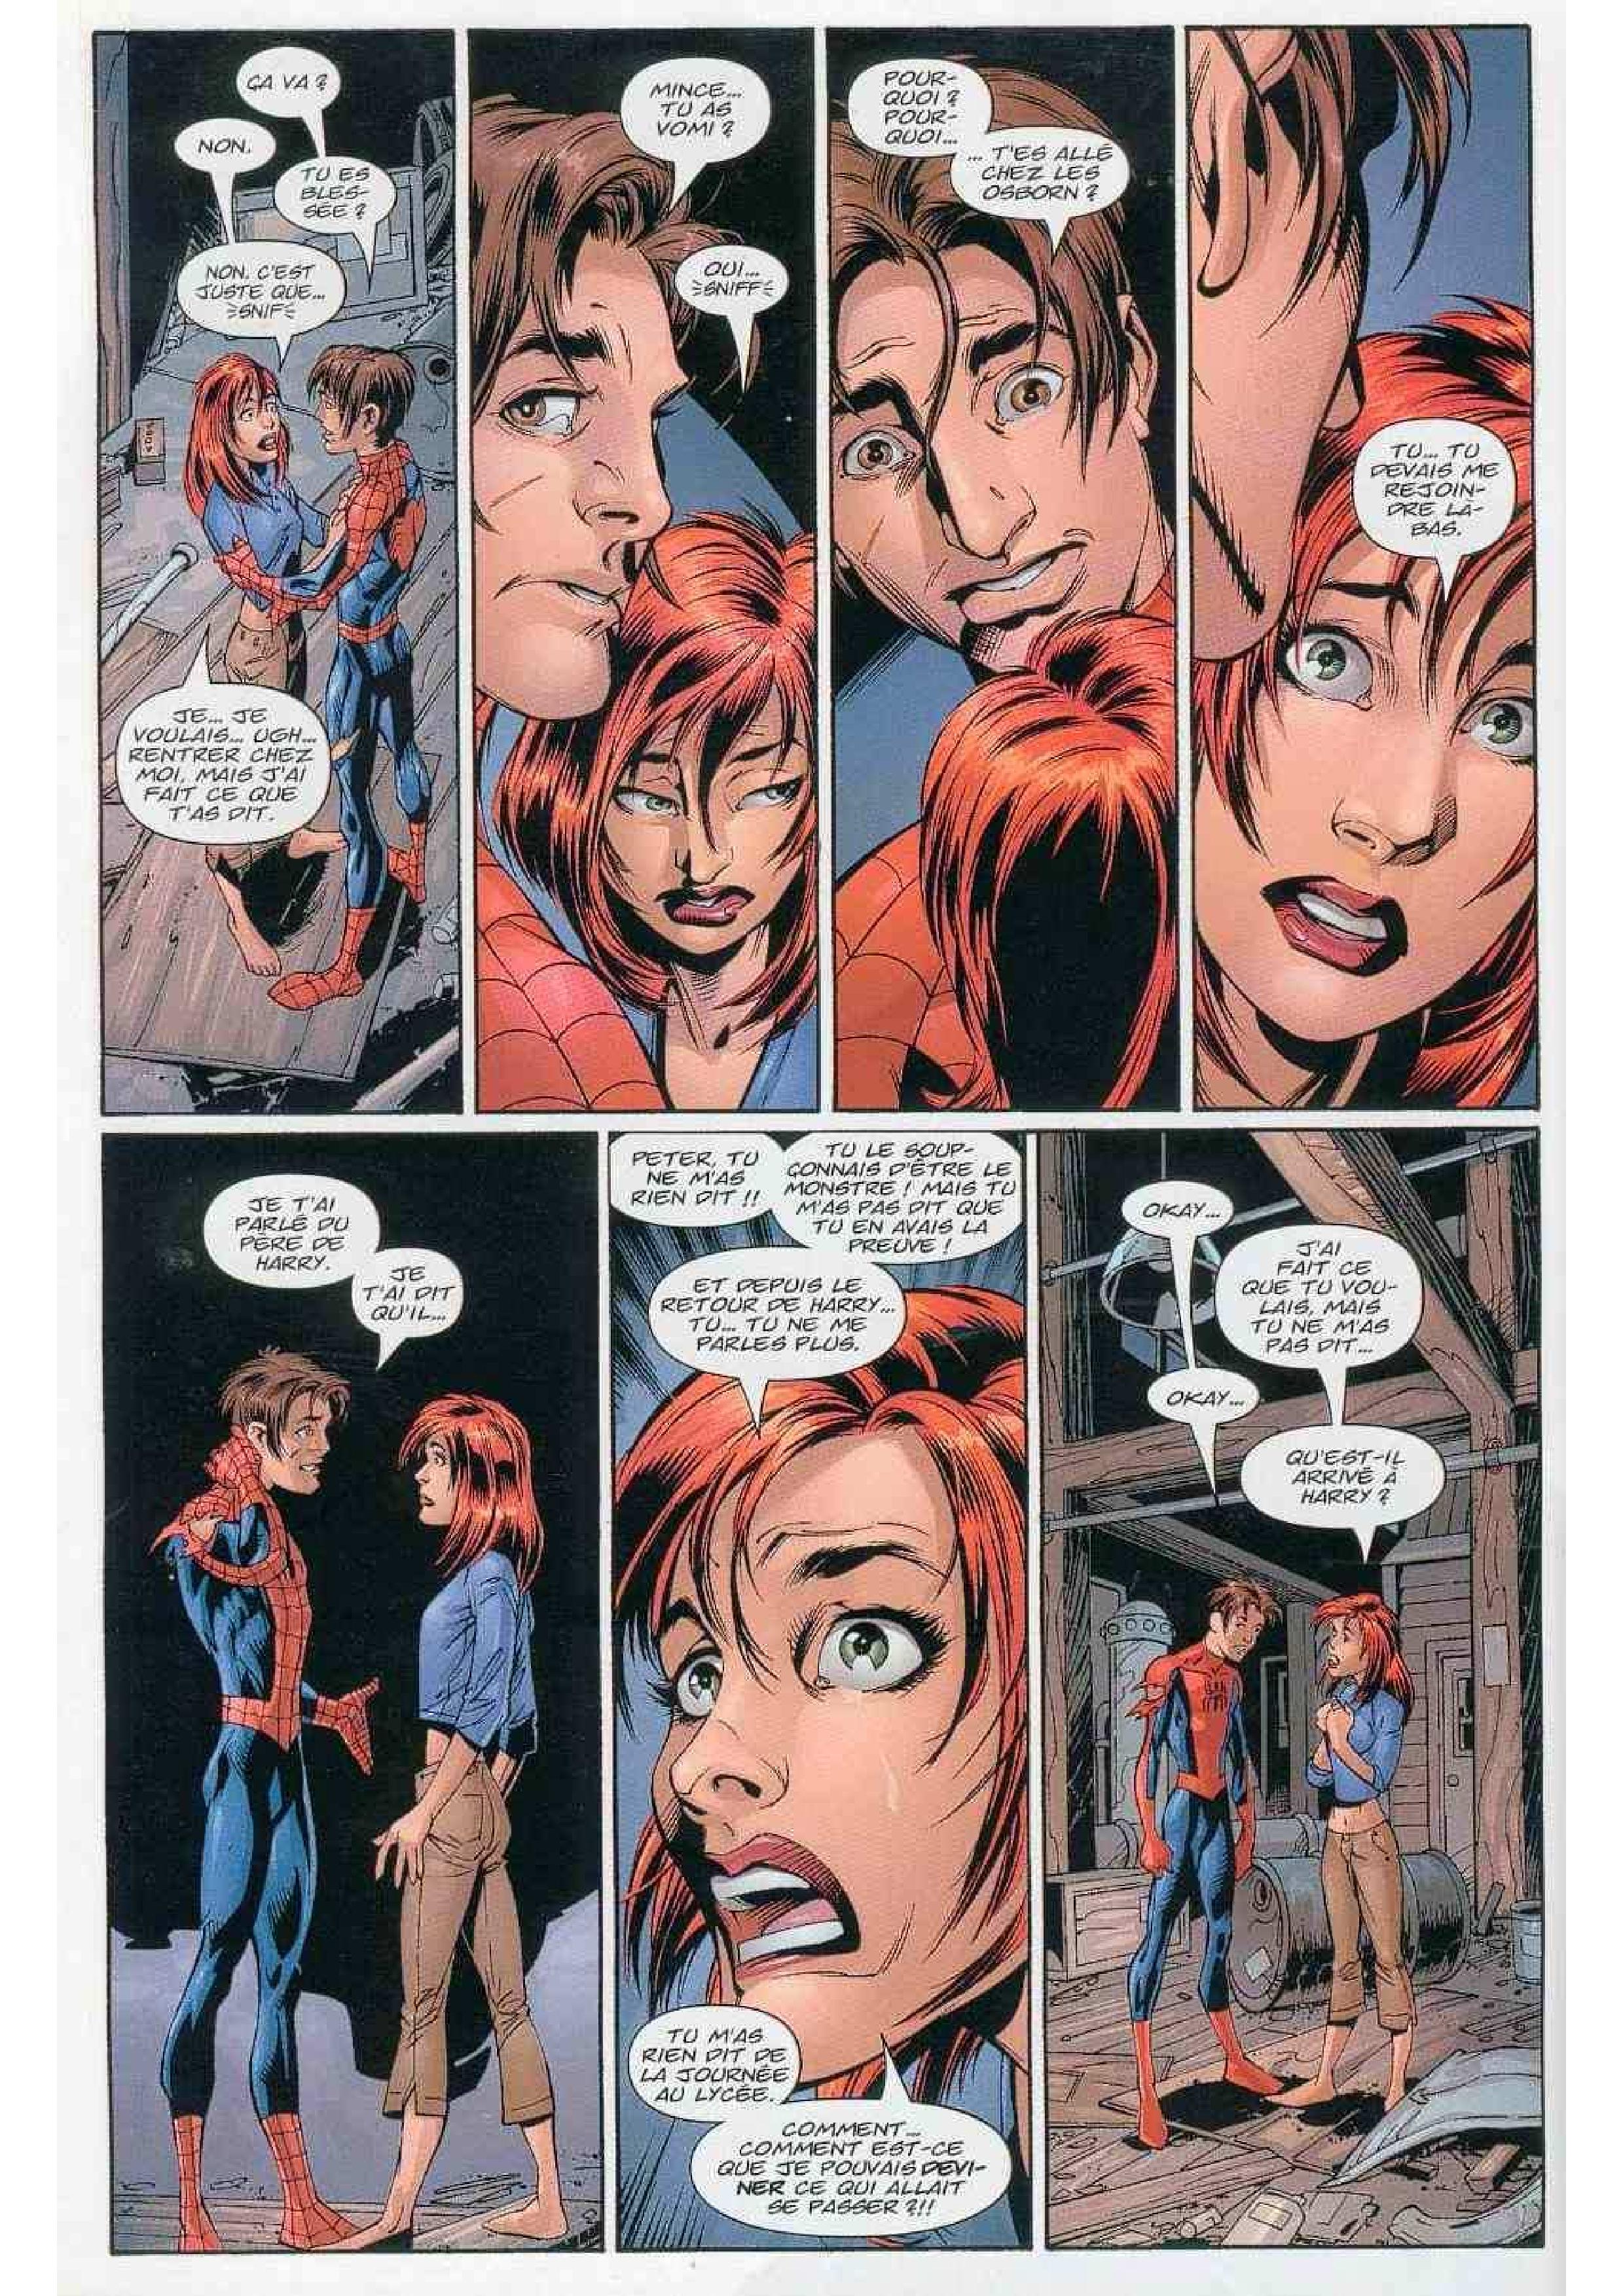 ÇA VA ?
NON.
TU ES
BLES-
SÉE ?
NON. C'EST
JUSTE QUE...
SNIF
JE... JE
VOULAIS... UGH...
RENTRER CHEZ
MOI, MAIS J'AI
FAIT CE QUE
T'AS DIT.
MINCE...
TU AS
VOMI ?
OUI...
SNIFF
POUR-
QUOI ?
POUR-
QUOI...
... T'ES ALLÉ
CHEZ LES
OSBORN ?
TU... TU
DEVAIS ME
REJOIN-
DRE LÀ-
BAS.
JE T'AI
PARLÉ DU
PÈRE DE
HARRY.
JE
T'AI DIT
QU'IL...
PETER, TU
NE M'AS
RIEN DIT !!
TU LE SOUP-
ÇONNAIS D'ÊTRE LE
MONSTRE ! MAIS TU
M'AS PAS DIT QUE
TU EN AVAIS LA
PREUVE !
ET DEPUIS LE
RETOUR DE HARRY...
TU... TU NE ME
PARLES PLUS.
TU M'AS
RIEN DIT DE
LA JOURNÉE
AU LYCÉE.
COMMENT...
COMMENT EST-CE
QUE JE POUVAIS DEVI-
NER CE QUI ALLAIT
SE PASSER ?!!
OKAY...
J'AI
FAIT CE
QUE TU VOU-
LAIS, MAIS
TU NE M'AS
PAS DIT...
OKAY...
QU'EST-IL
ARRIVÉ À
HARRY ?